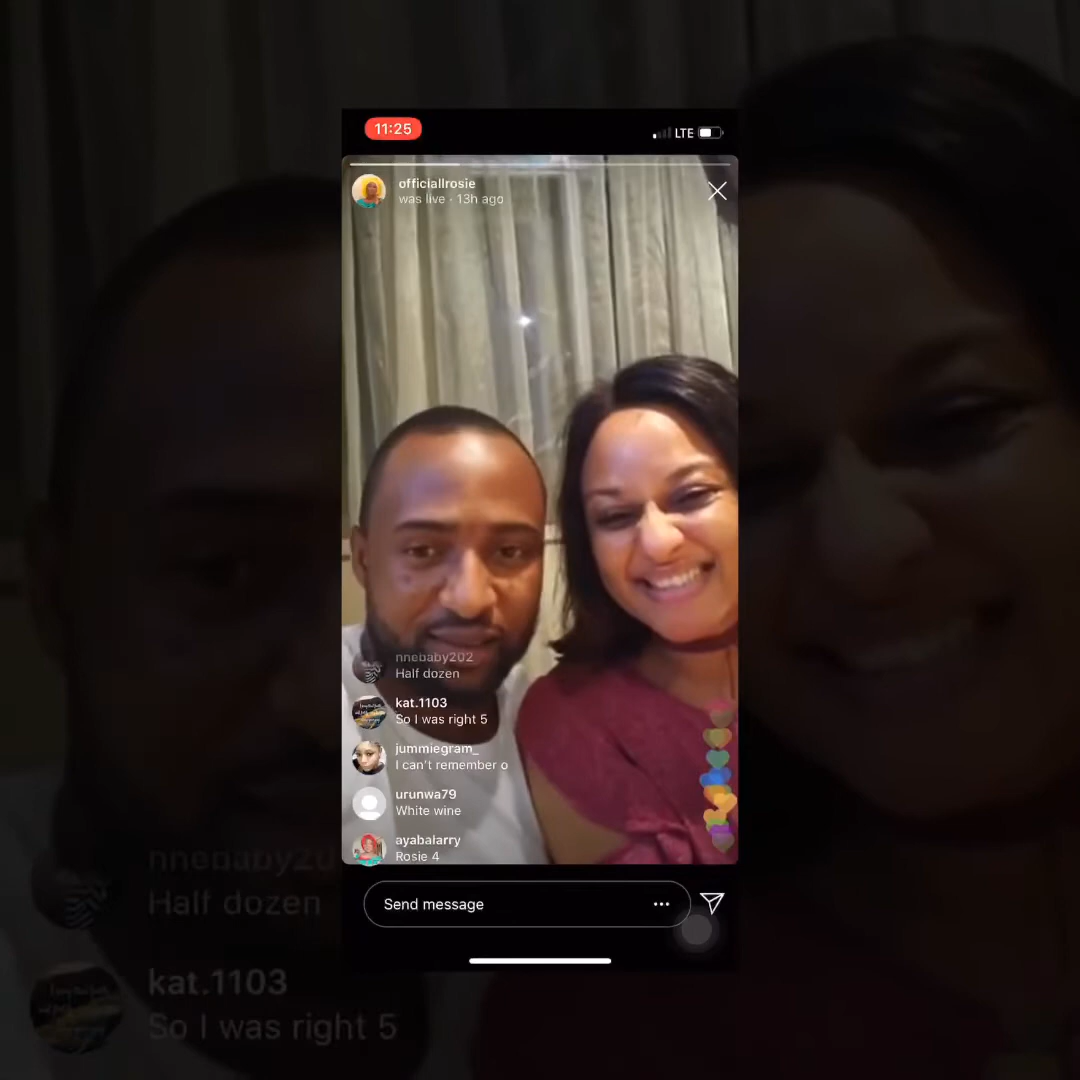 11:25
LTE
officiallrosie
was live · 13h ago
nnebaby202
Half dozen
kat.1103
So I was right 5
jummiegram_
I can't remember o
urunwa79
White wine
ayabalarry
Rosie 4
Send message
nnebaby20
Half dozen
kat.1103
So I was right 5